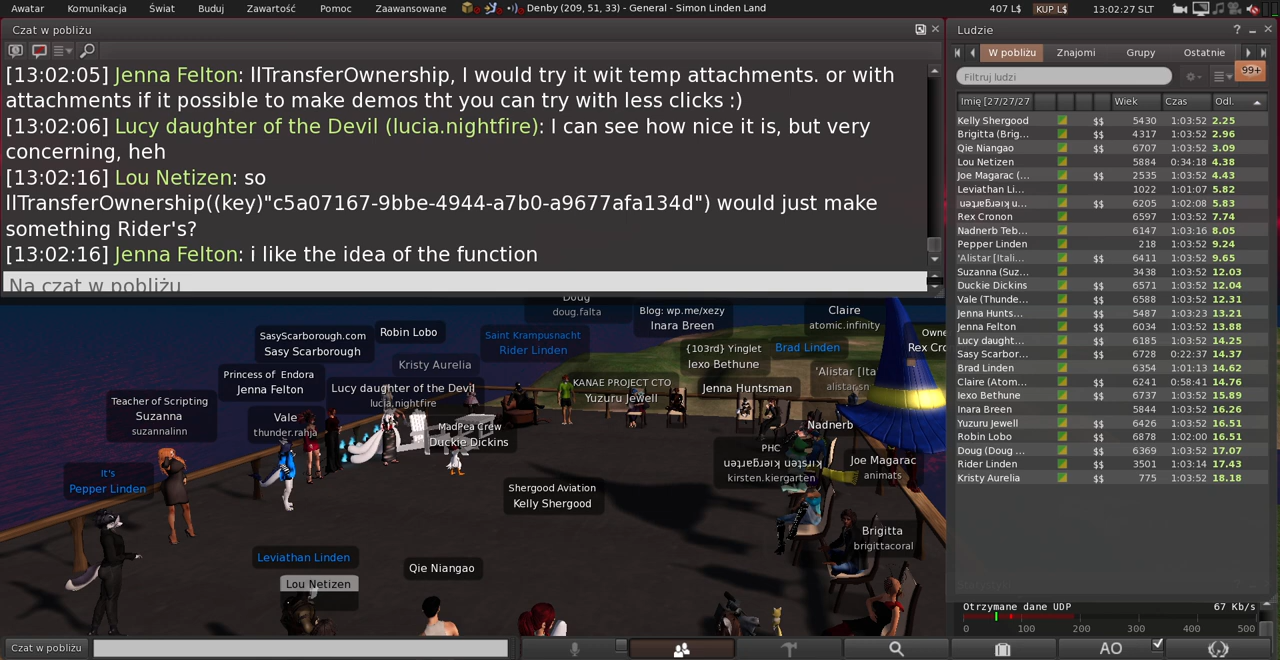 Awatar Komunikacja Świat Buduj Zawartość Pomoc Zaawansowane Denby (209, 51, 33) - General - Simon Linden Land 407 L$ KUP L$ 13:02:27 SLT
Czat w pobliżu
[13:02:05] Jenna Felton: llTransferOwnership, I would try it wit temp attachments. or with
attachments if it possible to make demos tht you can try with less clicks :)
[13:02:06] Lucy daughter of the Devil (lucia.nightfire): I can see how nice it is, but very
concerning, heh
[13:02:16] Lou Netizen: so
llTransferOwnership((key)"c5a07167-9bbe-4944-a7b0-a9677afa134d") would just make
something Rider's?
[13:02:16] Jenna Felton: i like the idea of the function
Na czat w pobliżu
Doug
doug.falta
Blog: wp.me/xezy
Inara Breen
Claire
atomic.infinity
SasyScarborough.com
Sasy Scarborough
Robin Lobo
Saint Krampusnacht
Rider Linden
{103rd} Yinglet
Iexo Bethune
Brad Linden
Owne
Rex Cro
Kristy Aurelia
Princess of Endora
Jenna Felton
Lucy daughter of the Devil
lucia.nightfire
KANAE PROJECT CTO
Yuzuru Jewell
Jenna Huntsman
'Alistar [Ita
alistar.sn
Teacher of Scripting
Suzanna
suzannalinn
Vale
thunder.rahja
MadPea Crew
Duckie Dickins
Nadnerb
PHC
kirsten.kiergarten
Joe Magarac
animats
It's
Pepper Linden
Shergood Aviation
Kelly Shergood
Brigitta
brigittacoral
Leviathan Linden
Lou Netizen
Qie Niangao
Czat w pobliżu
AO
Ludzie
W pobliżu Znajomi Grupy Ostatnie
99+
Filtruj ludzi
Imię [27/27/27 Wiek Czas Odl.
Kelly Shergood $$ 5430 1:03:52 2.25
Brigitta (Brig... 4317 1:03:52 2.96
Qie Niangao $$ 6707 1:03:52 3.09
Lou Netizen 5884 0:34:18 4.38
Joe Magarac (... $$ 2535 1:03:52 4.43
Leviathan Li... 1022 1:01:07 5.82
$$ 6205 1:02:08 5.83
Rex Cronon 6597 1:03:52 7.74
Nadnerb Teb... 6147 1:03:16 8.05
Pepper Linden 218 1:03:52 9.24
'Alistar [Itali... $$ 6411 1:03:52 9.65
Suzanna (Suz... 3438 1:03:52 12.03
Duckie Dickins $$ 6571 1:03:52 12.04
Vale (Thunde... $$ 6588 1:03:52 12.31
Jenna Hunts... $$ 5487 1:03:23 13.21
Jenna Felton $$ 6034 1:03:52 13.88
Lucy daught... $$ 6185 1:03:52 14.25
Sasy Scarbor... $$ 6728 0:22:37 14.37
Brad Linden 6354 1:01:13 14.62
Claire (Atom... $$ 6241 0:58:41 14.76
Iexo Bethune $$ 6737 1:03:52 15.89
Inara Breen 5844 1:03:52 16.26
Yuzuru Jewell $$ 6426 1:03:52 16.51
Robin Lobo $$ 6878 1:02:00 16.51
Doug (Doug ... $$ 6369 1:03:52 17.07
Rider Linden $$ 3501 1:03:14 17.43
Kristy Aurelia $$ 775 1:03:52 18.18
Otrzymane dane UDP 67 Kb/s
0 100 200 300 400 500